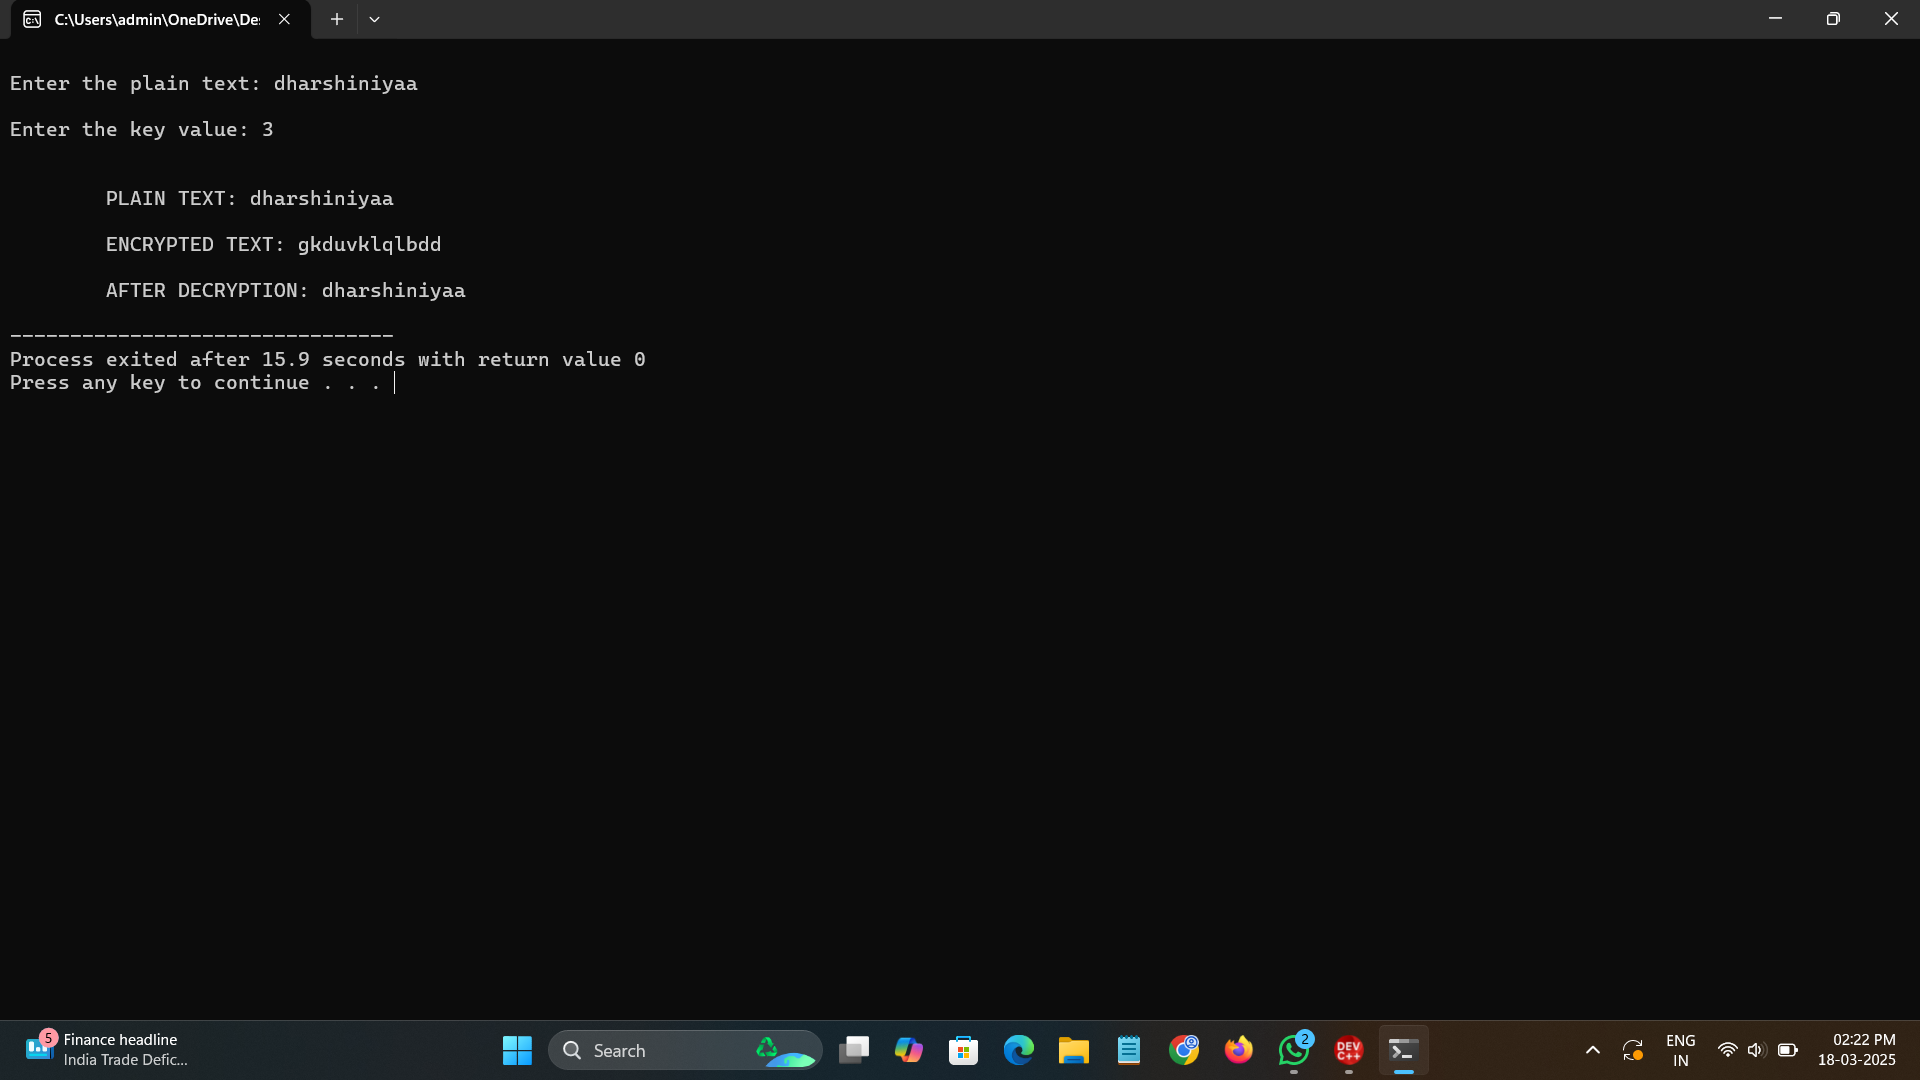 C:\Users\admin\OneDrive\De
Enter the plain text: dharshiniyaa
Enter the key value: 3
PLAIN TEXT: dharshiniyaa
ENCRYPTED TEXT: gkduvklqlbdd
AFTER DECRYPTION: dharshiniyaa
--------------------------------
Process exited after 15.9 seconds with return value 0
Press any key to continue . . .
5
Finance headline
India Trade Defic...
Search
2
DEV
C++
ENG
IN
02:22 PM
18-03-2025